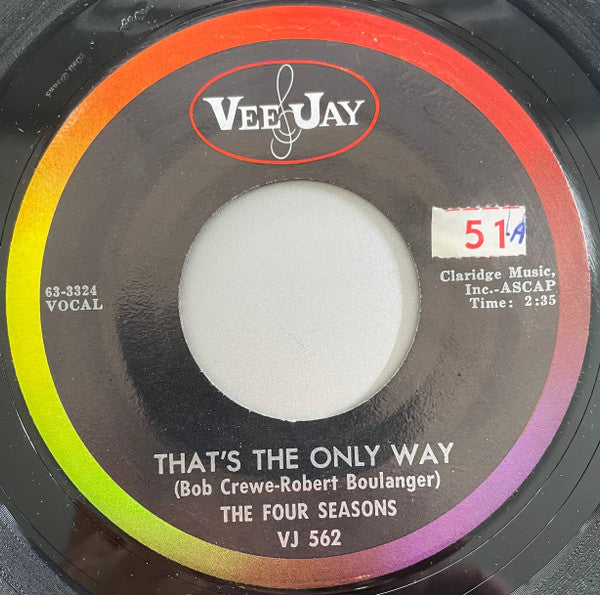 VEE JAY
51 A
63-3324
VOCAL
Claridge Music,
Inc.-ASCAP
Time: 2:35
THAT'S THE ONLY WAY
(Bob Crewe-Robert Boulanger)
THE FOUR SEASONS
VJ 562